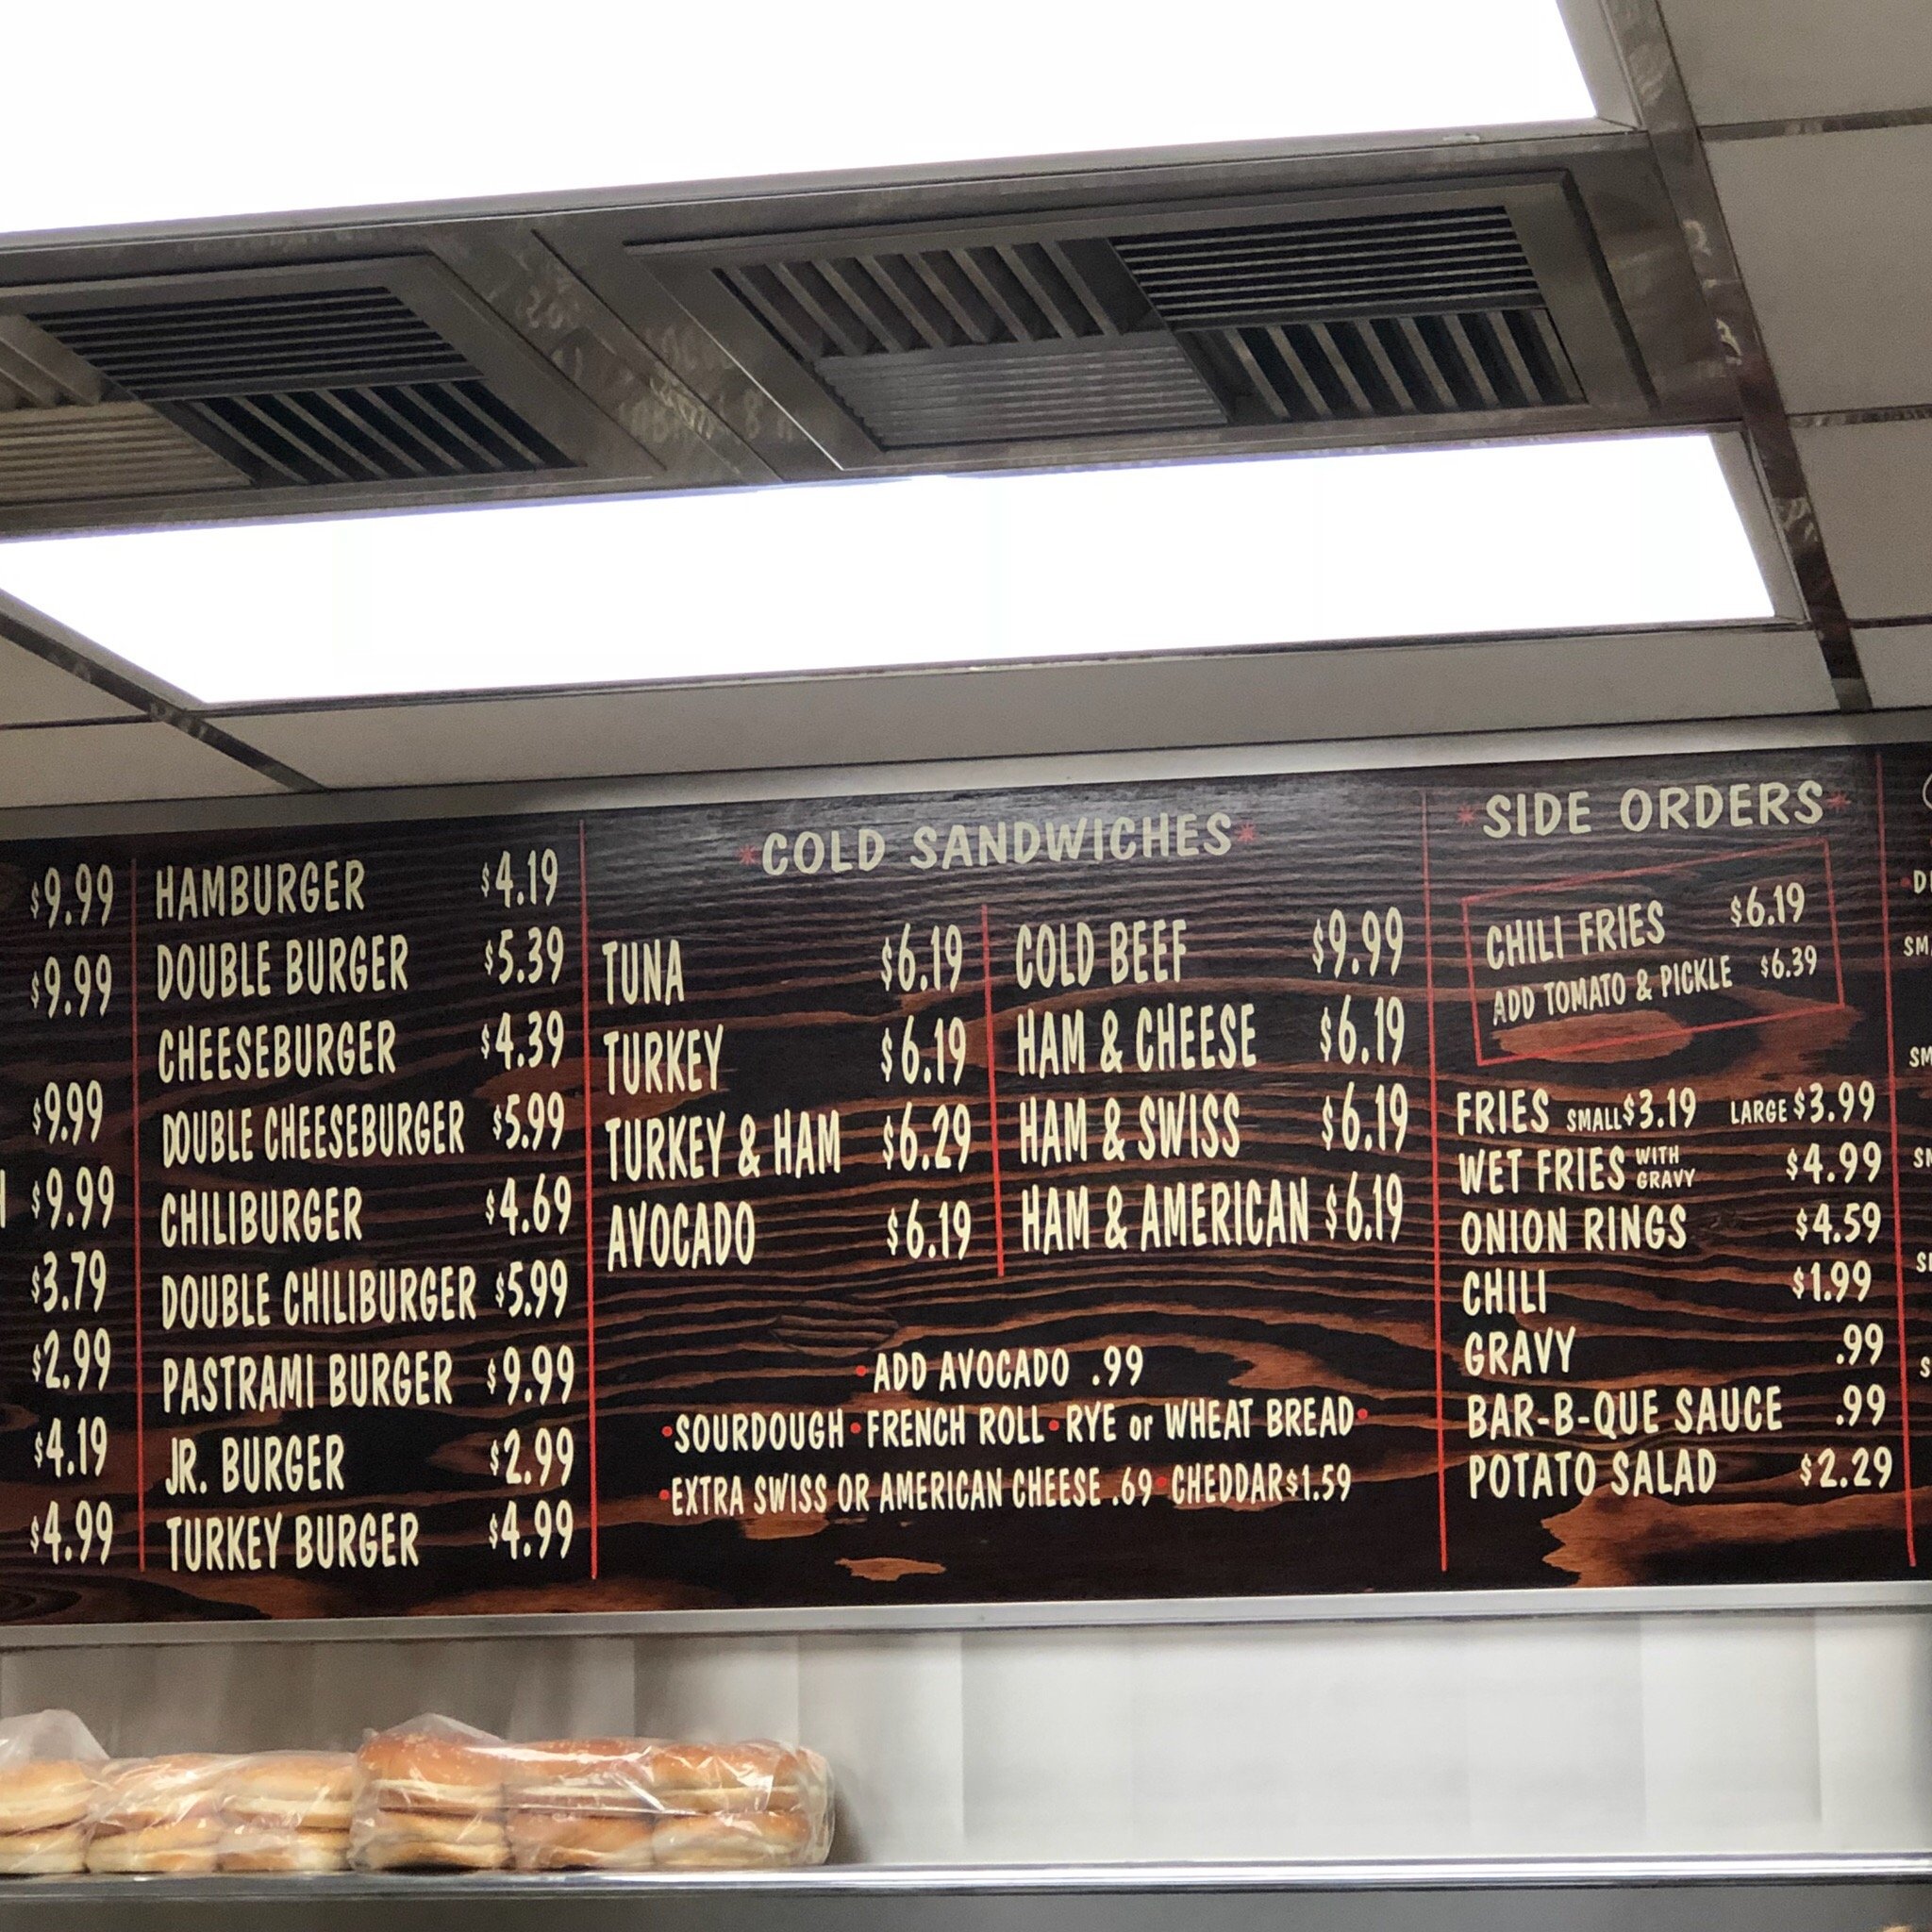 $9.99
$9.99
$9.99
$9.99
$3.79
$2.99
$4.19
$4.99
HAMBURGER $4.19
DOUBLE BURGER $5.39
CHEESEBURGER $4.39
DOUBLE CHEESEBURGER $5.99
CHILIBURGER $4.69
DOUBLE CHILIBURGER $5.99
PASTRAMI BURGER $9.99
JR. BURGER $2.99
TURKEY BURGER $4.99
*COLD SANDWICHES*
TUNA $6.19
TURKEY $6.19
TURKEY & HAM $6.29
AVOCADO $6.19
COLD BEEF $9.99
HAM & CHEESE $6.19
HAM & SWISS $6.19
HAM & AMERICAN $6.19
•ADD AVOCADO .99
•SOURDOUGH•FRENCH ROLL•RYE or WHEAT BREAD•
•EXTRA SWISS OR AMERICAN CHEESE .69•CHEDDAR $1.59
*SIDE ORDERS*
CHILI FRIES $6.19
ADD TOMATO & PICKLE $6.39
FRIES SMALL $3.19 LARGE $3.99
WET FRIES WITH GRAVY $4.99
ONION RINGS $4.59
CHILI $1.99
GRAVY .99
BAR-B-QUE SAUCE .99
POTATO SALAD $2.29